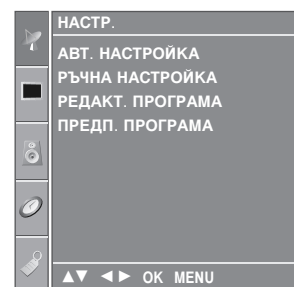 НАСТР.
АВТ. НАСТРОЙКА
РЪЧНА НАСТРОЙКА
РЕДАКТ. ПРОГРАМА
ПРЕДП. ПРОГРАМА
▲▼ ◄► OK MENU